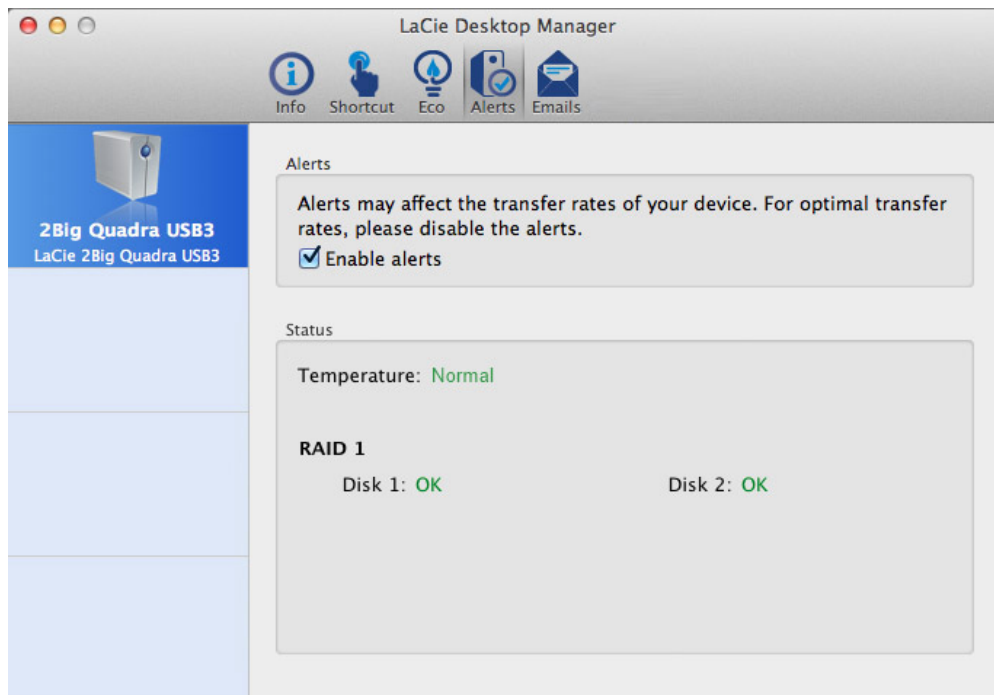 LaCie Desktop Manager
Info Shortcut Eco Alerts Emails
2Big Quadra USB3
LaCie 2Big Quadra USB3
Alerts
Alerts may affect the transfer rates of your device. For optimal transfer
rates, please disable the alerts.
Enable alerts
Status
Temperature: Normal
RAID 1
Disk 1: OK Disk 2: OK